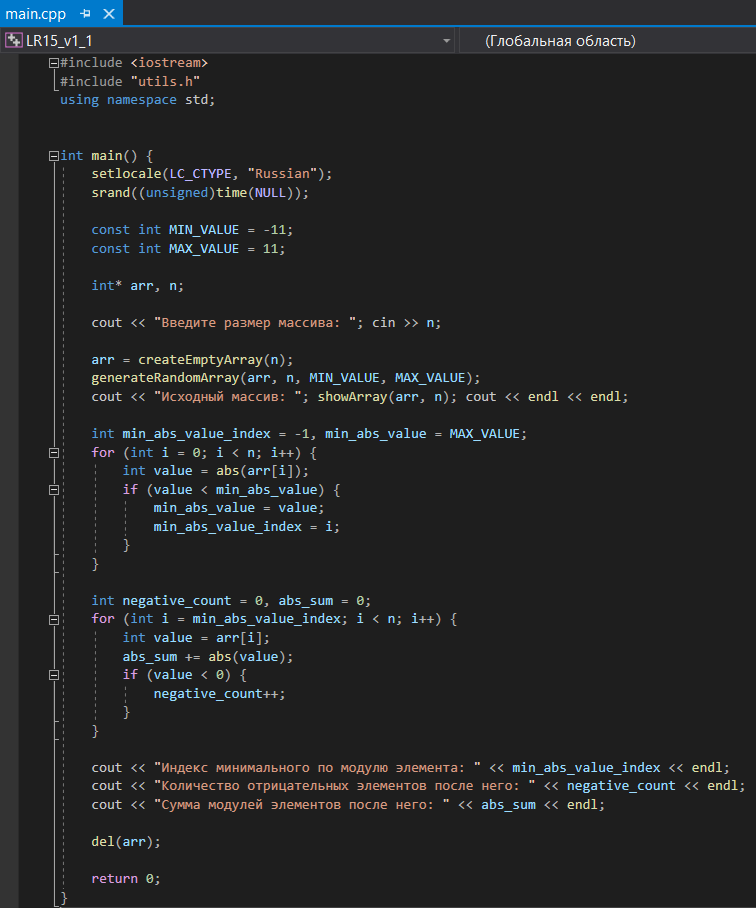 main.cpp
LR15_v1_1 (Глобальная область)
#include <iostream>
#include "utils.h"
using namespace std;
int main() {
setlocale(LC_CTYPE, "Russian");
srand((unsigned)time(NULL));
const int MIN_VALUE = -11;
const int MAX_VALUE = 11;
int* arr, n;
cout << "Введите размер массива: "; cin >> n;
arr = createEmptyArray(n);
generateRandomArray(arr, n, MIN_VALUE, MAX_VALUE);
cout << "Исходный массив: "; showArray(arr, n); cout << endl << endl;
int min_abs_value_index = -1, min_abs_value = MAX_VALUE;
for (int i = 0; i < n; i++) {
int value = abs(arr[i]);
if (value < min_abs_value) {
min_abs_value = value;
min_abs_value_index = i;
}
}
int negative_count = 0, abs_sum = 0;
for (int i = min_abs_value_index; i < n; i++) {
int value = arr[i];
abs_sum += abs(value);
if (value < 0) {
negative_count++;
}
}
cout << "Индекс минимального по модулю элемента: " << min_abs_value_index << endl;
cout << "Количество отрицательных элементов после него: " << negative_count << endl;
cout << "Сумма модулей элементов после него: " << abs_sum << endl;
del(arr);
return 0;
}